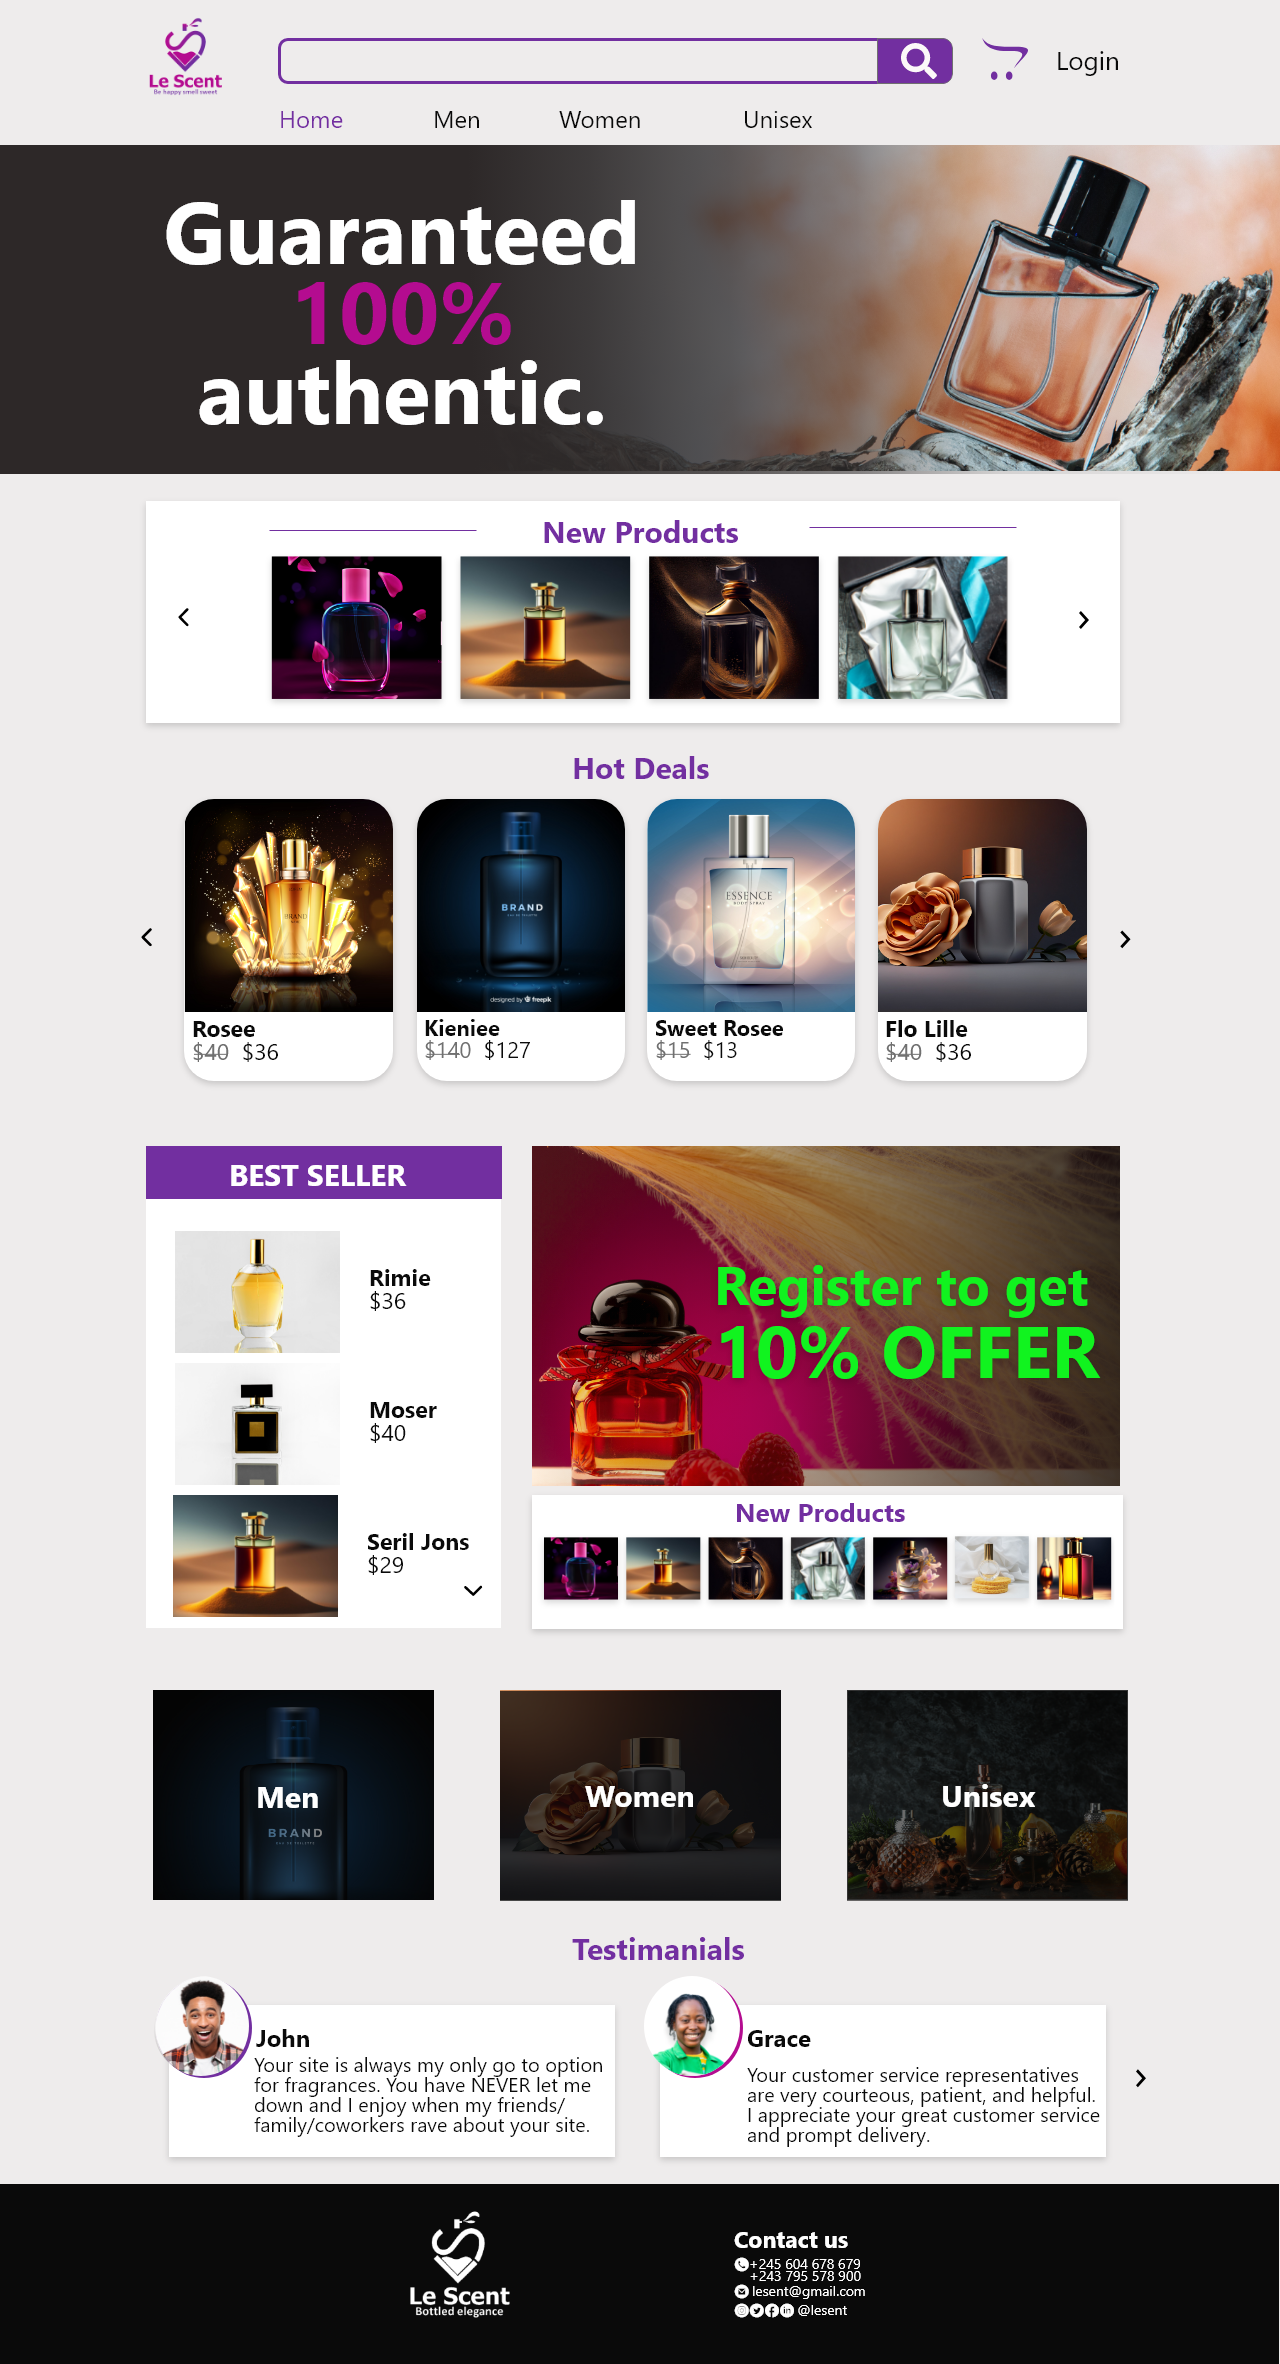 Le Scent
Be happy smell sweet
Login
Home Men Women Unisex
Guaranteed
100%
authentic.
New Products
Hot Deals
BRAND
BRAND
designed by freepik
ESSENCE
BODY SPRAY
Rosee
$40 $36
Kieniee
$140 $127
Sweet Rosee
$15 $13
Flo Lille
$40 $36
BEST SELLER
Rimie
$36
Moser
$40
Seril Jons
$29
Register to get
10% OFFER
New Products
Men
BRAND
Women
Unisex
Testimanials
John
Your site is always my only go to option
for fragrances. You have NEVER let me
down and I enjoy when my friends/
family/coworkers rave about your site.
Grace
Your customer service representatives
are very courteous, patient, and helpful.
I appreciate your great customer service
and prompt delivery.
Le Scent
Bottled elegance
Contact us
+245 604 678 679
+243 795 578 900
lesent@gmail.com
@lesent